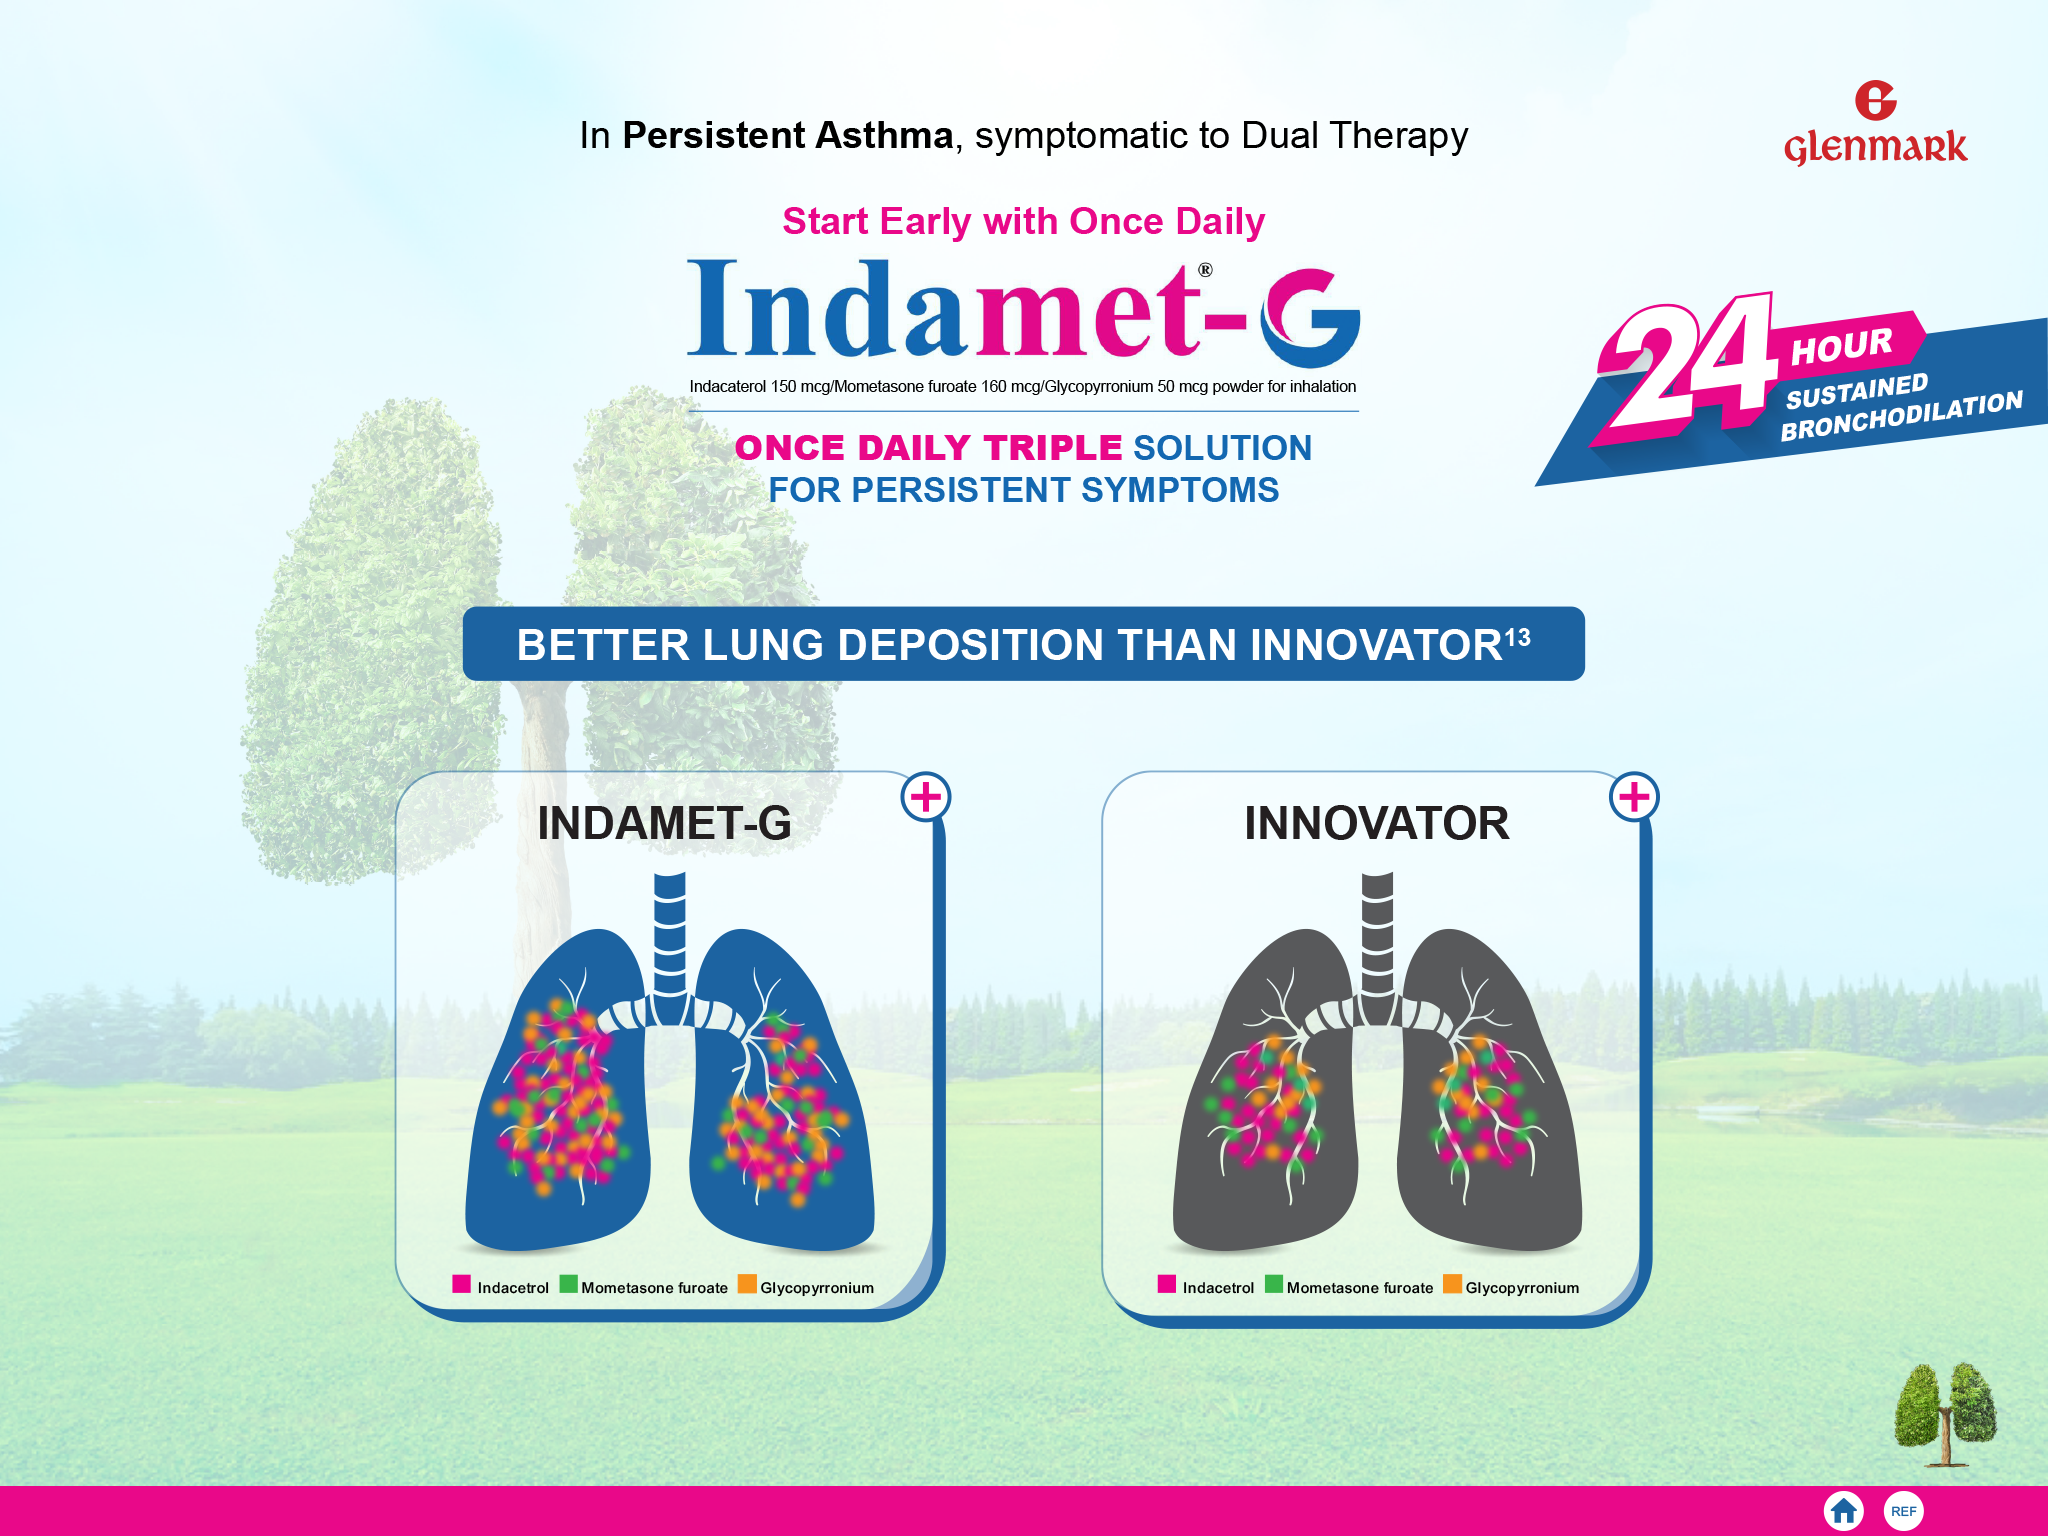 GLENMARK
In Persistent Asthma, symptomatic to Dual Therapy
Start Early with Once Daily
Indamet®-G
Indacaterol 150 mcg/Mometasone furoate 160 mcg/Glycopyrronium 50 mcg powder for inhalation
ONCE DAILY TRIPLE SOLUTION
FOR PERSISTENT SYMPTOMS
24 HOUR
SUSTAINED
BRONCHODILATION
BETTER LUNG DEPOSITION THAN INNOVATOR¹³
INDAMET-G
Indacetrol Mometasone furoate Glycopyrronium
INNOVATOR
Indacetrol Mometasone furoate Glycopyrronium
REF